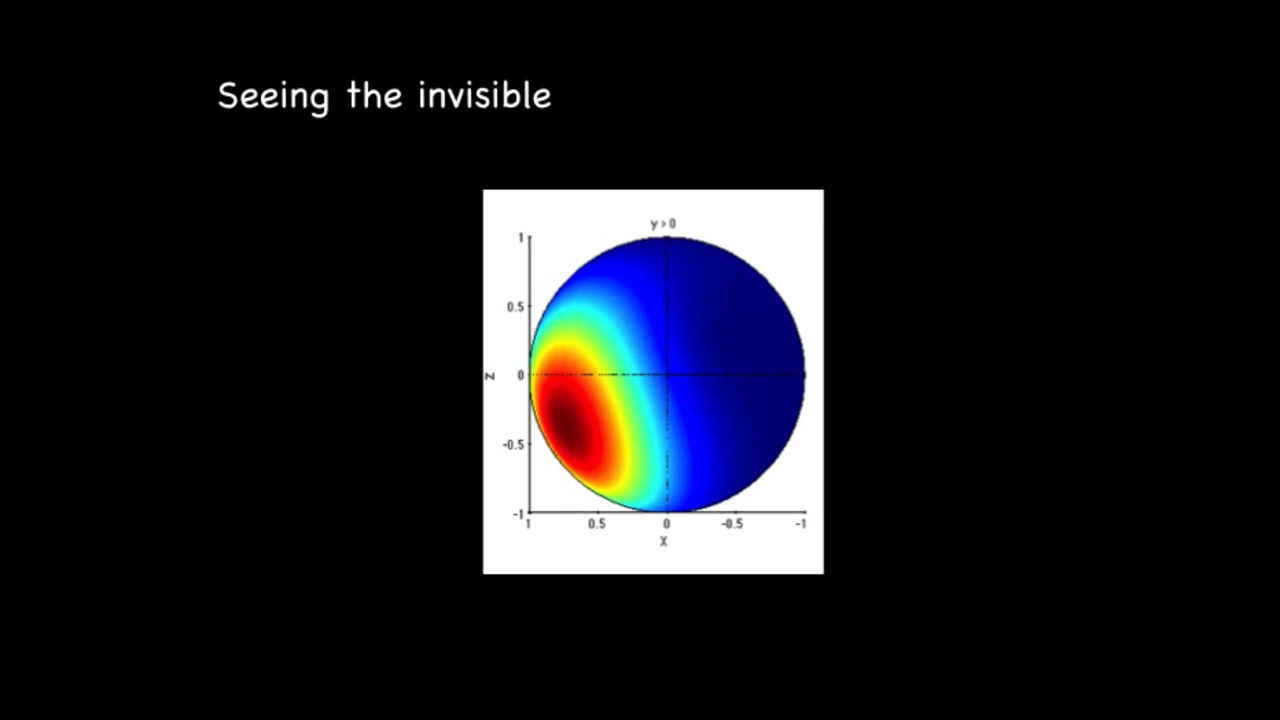 Seeing the invisible
y > 0
1
0.5
0
-0.5
-1
z
1 0.5 0 -0.5 -1
x